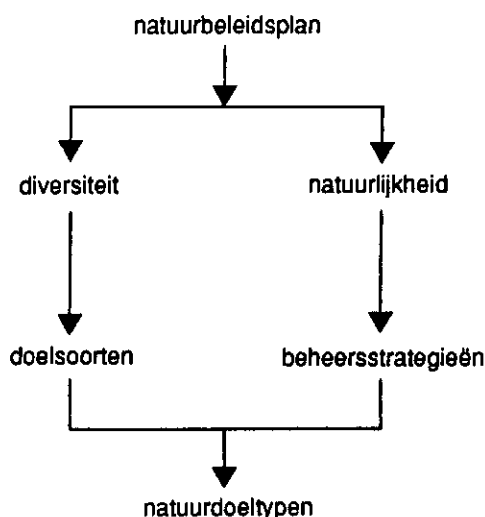 natuurbeleidsplan
diversiteit
natuurlijkheid
doelsoorten
beheersstrategieën
natuurdoeltypen